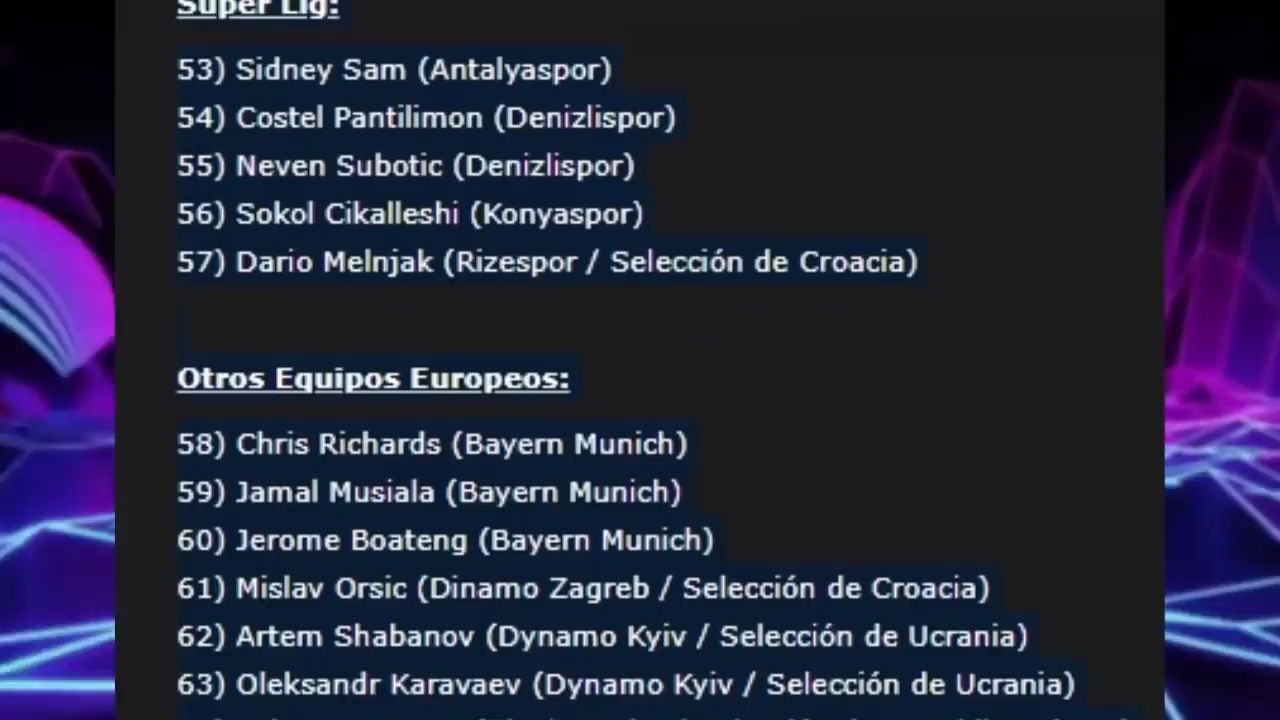 Super Lig:
53) Sidney Sam (Antalyaspor)
54) Costel Pantilimon (Denizlispor)
55) Neven Subotic (Denizlispor)
56) Sokol Cikalleshi (Konyaspor)
57) Dario Melnjak (Rizespor / Selección de Croacia)
Otros Equipos Europeos:
58) Chris Richards (Bayern Munich)
59) Jamal Musiala (Bayern Munich)
60) Jerome Boateng (Bayern Munich)
61) Mislav Orsic (Dinamo Zagreb / Selección de Croacia)
62) Artem Shabanov (Dynamo Kyiv / Selección de Ucrania)
63) Oleksandr Karavaev (Dynamo Kyiv / Selección de Ucrania)